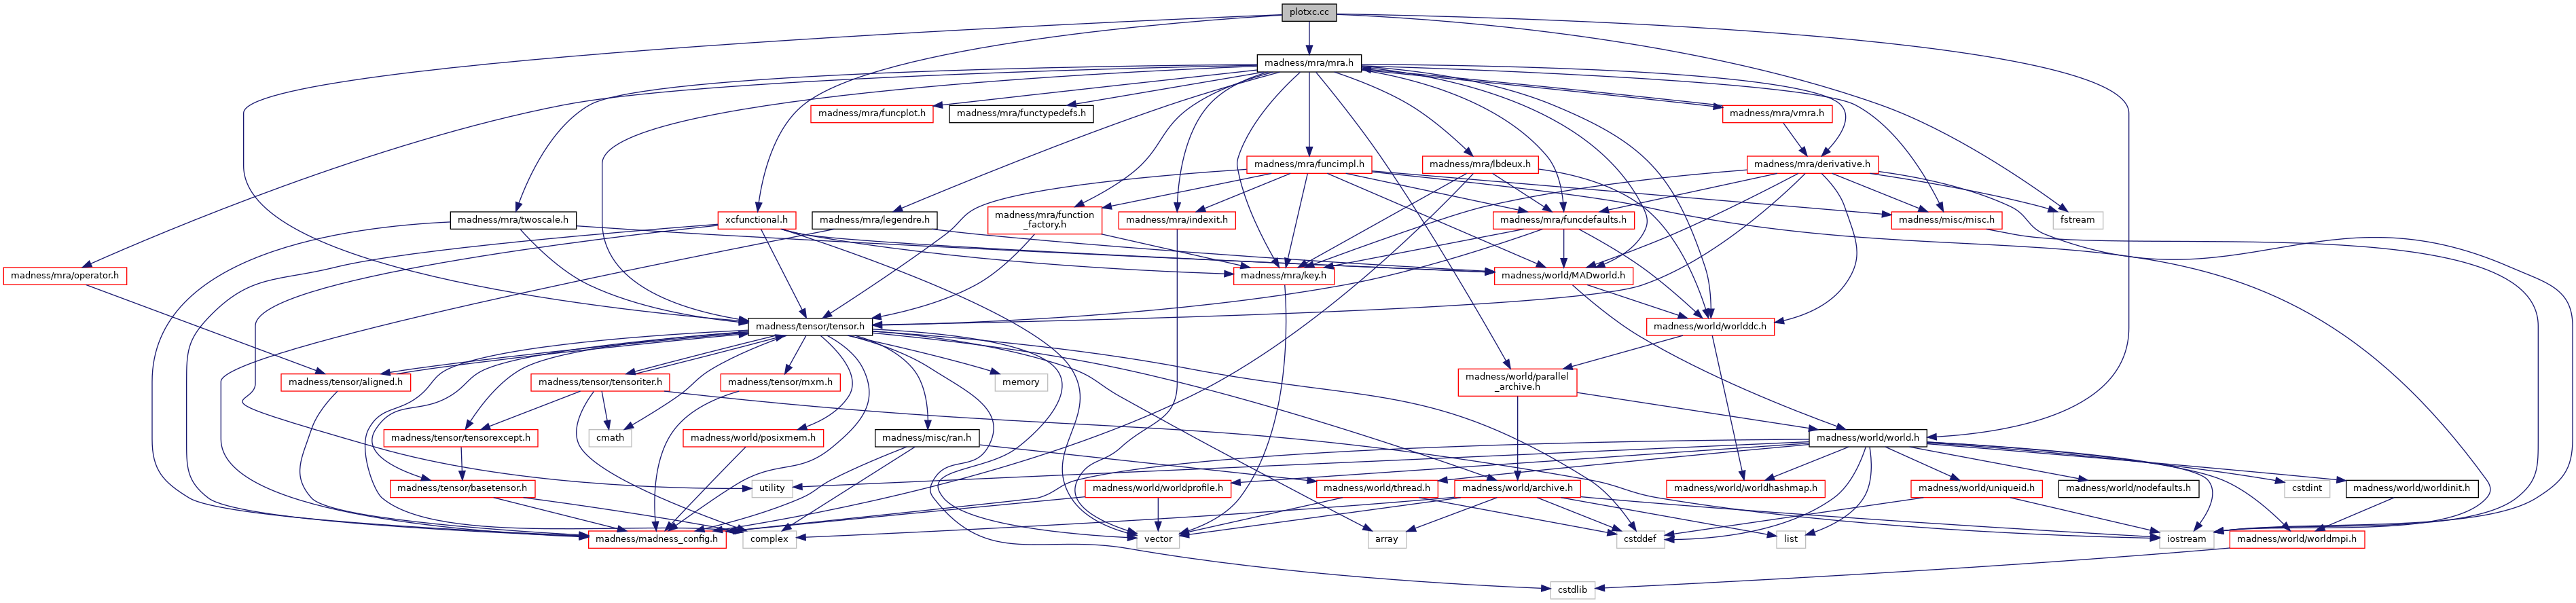 plotxc.cc
madness/mra/mra.h
madness/mra/funcplot.h
madness/mra/functypedefs.h
madness/mra/vmra.h
madness/mra/funcimpl.h
madness/mra/lbdeux.h
madness/mra/derivative.h
madness/mra/twoscale.h
xcfunctional.h
madness/mra/legendre.h
madness/mra/function
_factory.h
madness/mra/indexit.h
madness/mra/funcdefaults.h
madness/misc/misc.h
fstream
madness/mra/operator.h
madness/mra/key.h
madness/world/MADworld.h
madness/tensor/tensor.h
madness/world/worlddc.h
madness/tensor/aligned.h
madness/tensor/tensoriter.h
madness/tensor/mxm.h
memory
madness/world/parallel
_archive.h
madness/tensor/tensorexcept.h
cmath
madness/world/posixmem.h
madness/misc/ran.h
madness/world/world.h
madness/tensor/basetensor.h
utility
madness/world/worldprofile.h
madness/world/thread.h
madness/world/archive.h
madness/world/worldhashmap.h
madness/world/uniqueid.h
madness/world/nodefaults.h
cstdint
madness/world/worldinit.h
madness/madness_config.h
complex
vector
array
cstddef
list
iostream
madness/world/worldmpi.h
cstdlib